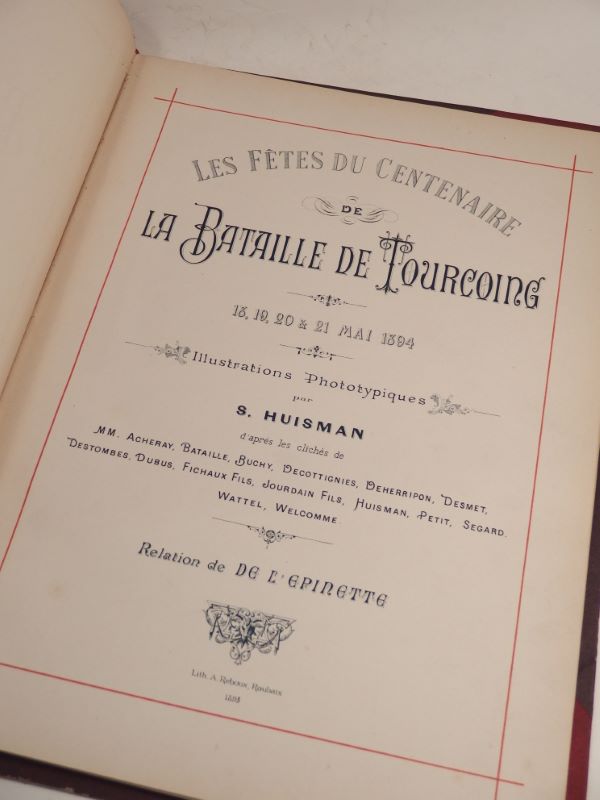 LES FÊTES DU CENTENAIRE
DE
LA BATAILLE DE TOURCOING
18, 19, 20 & 21 MAI 1894
Illustrations Phototypiques
par
S. HUISMAN
d'après les clichés de
MM. ACHERAY, BATAILLE, BUCHY, DECOTTIGNIES, DEHERRIPON, DESMET,
DESTOMBES, DUBUS, FICHAUX FILS, JOURDAIN FILS, HUISMAN, PETIT, SEGARD.
WATTEL, WELCOMME.
Relation de DE L'EPINETTE
Lith. A. Reboux, Roubaix